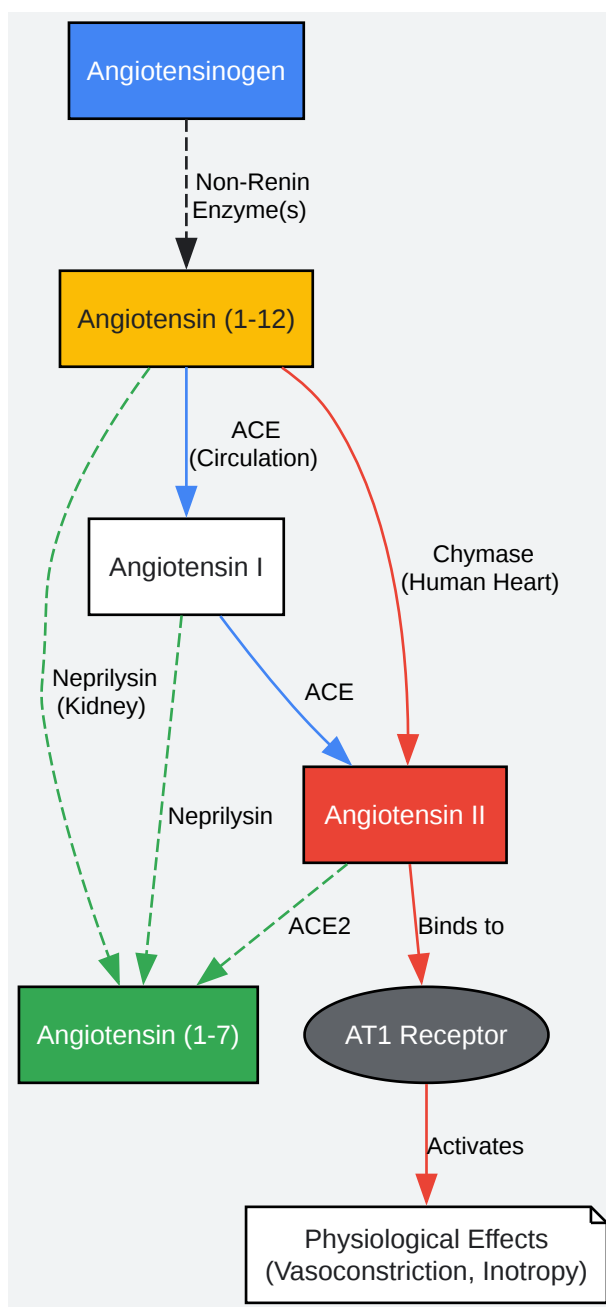 Angiotensinogen
Non-Renin
Enzyme(s)
Angiotensin (1-12)
ACE
(Circulation)
Angiotensin I
Chymase
(Human Heart)
Neprilysin
(Kidney)
ACE
Neprilysin
Angiotensin II
ACE2
Binds to
Angiotensin (1-7)
AT1 Receptor
Activates
Physiological Effects
(Vasoconstriction, Inotropy)